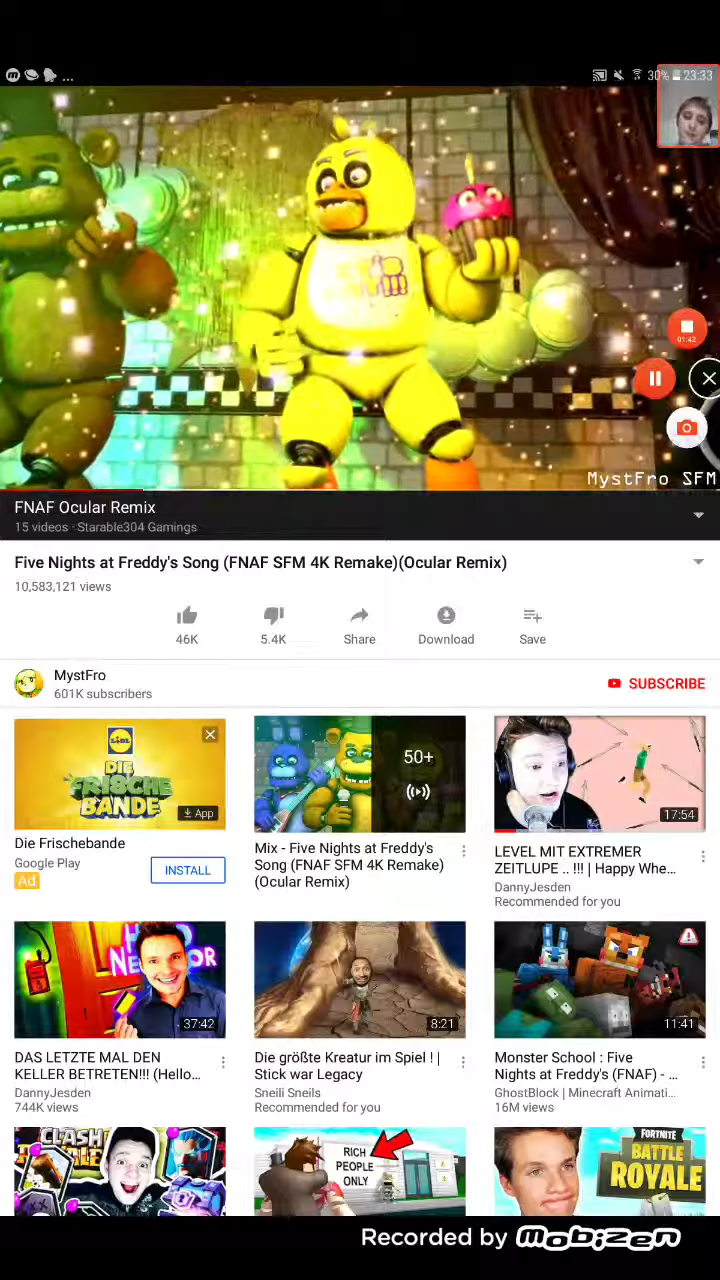 ... 30% 23:33
01:42
MystFro SFM
FNAF Ocular Remix
15 videos · Starable304 Gamings
Five Nights at Freddy's Song (FNAF SFM 4K Remake)(Ocular Remix)
10,583,121 views
46K 5.4K Share Download Save
MystFro
601K subscribers
SUBSCRIBE
LIDL
DIE
FRISCHE
BANDE
App
Die Frischebande
Google Play
Ad
INSTALL
50+
Mix - Five Nights at Freddy's
Song (FNAF SFM 4K Remake)
(Ocular Remix)
17:54
LEVEL MIT EXTREMER
ZEITLUPE .. !!! | Happy Whe...
DannyJesden
Recommended for you
37:42
DAS LETZTE MAL DEN
KELLER BETRETEN!!! (Hello...
DannyJesden
744K views
8:21
Die größte Kreatur im Spiel ! |
Stick war Legacy
Sneili Sneils
Recommended for you
11:41
Monster School : Five
Nights at Freddy's (FNAF) - ...
GhostBlock | Minecraft Animati...
16M views
CLASH
RICH
PEOPLE
ONLY
FORTNITE
BATTLE
ROYALE
Recorded by mobizen